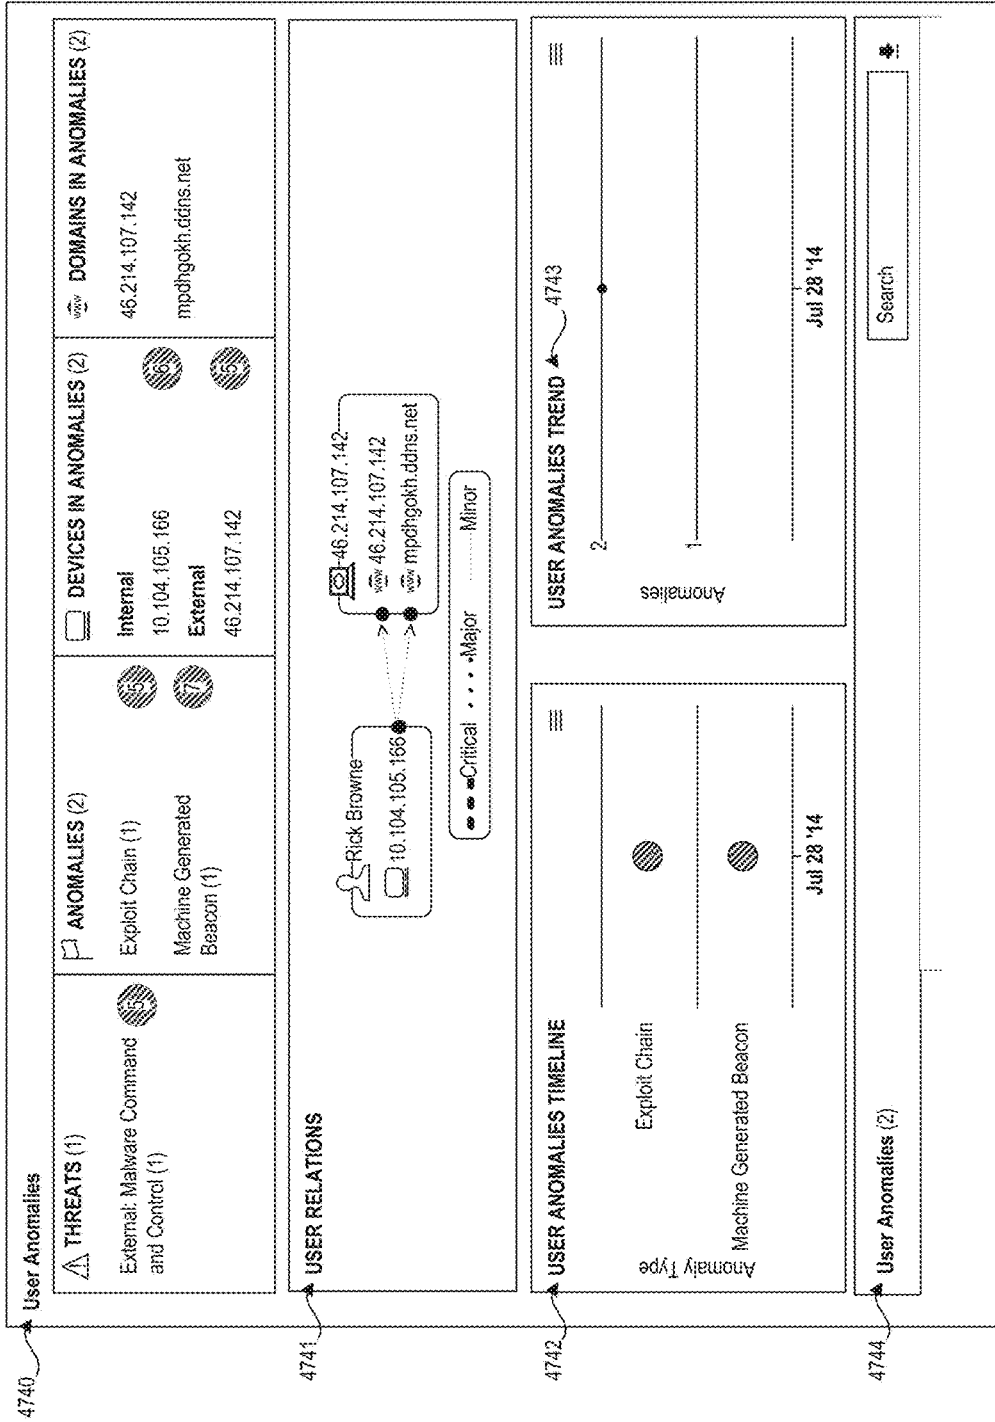 4740
User Anomalies
THREATS (1)
External: Malware Command
and Control (1)
5
ANOMALIES (2)
Exploit Chain (1)
5
Machine Generated
Beacon (1)
7
DEVICES IN ANOMALIES (2)
Internal
10.104.105.166
6
External
46.214.107.142
5
www DOMAINS IN ANOMALIES (2)
46.214.107.142
mpdhgokh.ddns.net
4741
USER RELATIONS
Rick Browne
10.104.105.166
46.214.107.142
www 46.214.107.142
www mpdhgokh.ddns.net
Critical
Major
Minor
4742
USER ANOMALIES TIMELINE
Anomaly Type
Exploit Chain
Machine Generated Beacon
Jul 28 '14
USER ANOMALIES TREND
4743
Anomalies
2
1
Jul 28 '14
4744
User Anomalies (2)
Search